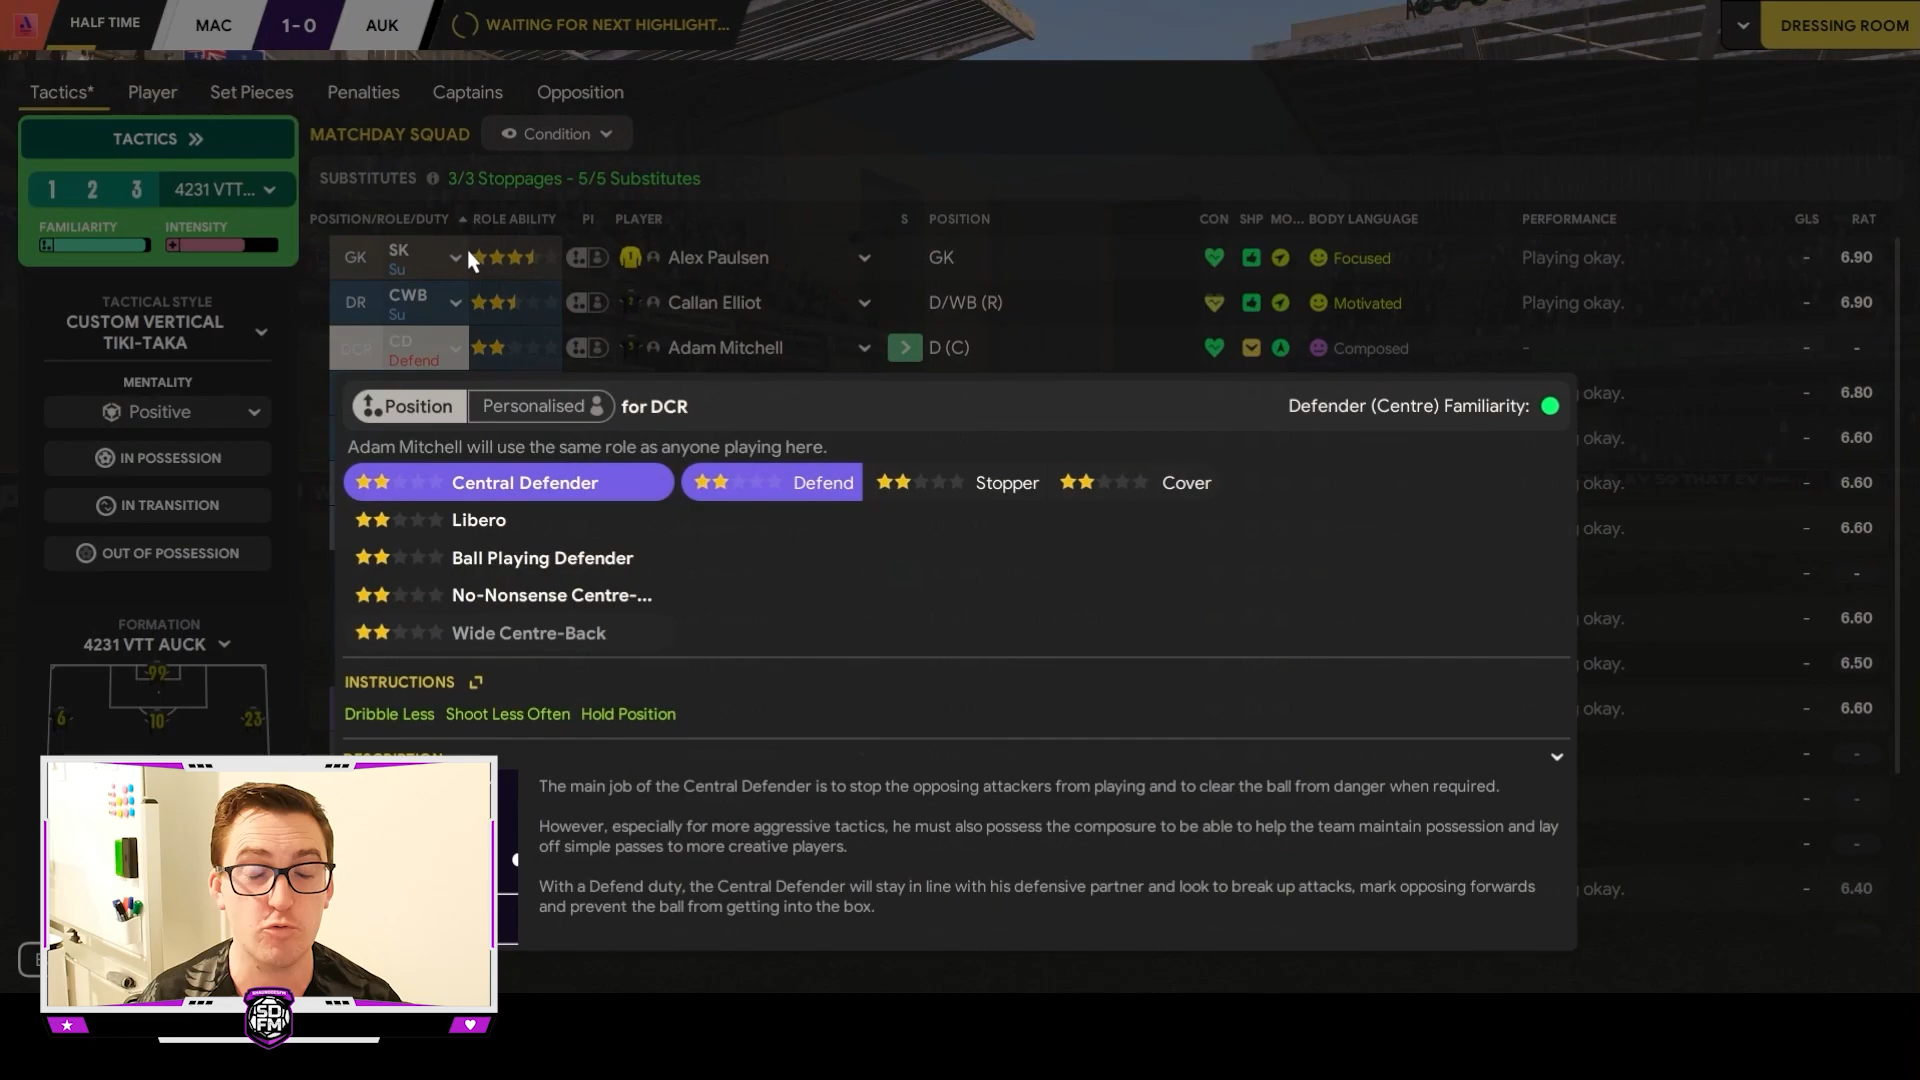 HALF TIME MAC 1-0 AUK WAITING FOR NEXT HIGHLIGHT... DRESSING ROOM
Tactics* Player Set Pieces Penalties Captains Opposition
TACTICS
1 2 3 4231 VTT...
FAMILIARITY INTENSITY
TACTICAL STYLE
CUSTOM VERTICAL
TIKI-TAKA
MENTALITY
Positive
IN POSSESSION
IN TRANSITION
OUT OF POSSESSION
FORMATION
4231 VTT AUCK
99
6 10 23
MATCHDAY SQUAD Condition
SUBSTITUTES 3/3 Stoppages - 5/5 Substitutes
POSITION/ROLE/DUTY ROLE ABILITY PI PLAYER S POSITION CON SHP MO... BODY LANGUAGE PERFORMANCE GLS RAT
GK SK Su Alex Paulsen GK Focused Playing okay. - 6.90
DR CWB Su Callan Elliot D/WB (R) Motivated Playing okay. - 6.90
DCR CD Defend Adam Mitchell D (C) Composed - - -
okay. - 6.80
okay. - 6.60
okay. - 6.60
okay. - 6.60
- -
okay. - 6.60
okay. - 6.50
okay. - 6.60
- -
- -
- -
okay. - 6.40
Position Personalised for DCR Defender (Centre) Familiarity:
Adam Mitchell will use the same role as anyone playing here.
Central Defender Defend Stopper Cover
Libero
Ball Playing Defender
No-Nonsense Centre-...
Wide Centre-Back
INSTRUCTIONS
Dribble Less Shoot Less Often Hold Position
DESCRIPTION
The main job of the Central Defender is to stop the opposing attackers from playing and to clear the ball from danger when required.
However, especially for more aggressive tactics, he must also possess the composure to be able to help the team maintain possession and lay
off simple passes to more creative players.
With a Defend duty, the Central Defender will stay in line with his defensive partner and look to break up attacks, mark opposing forwards
and prevent the ball from getting into the box.
SD
FM